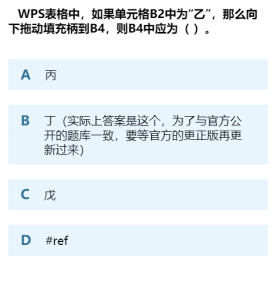 WPS表格中，如果单元格B2中为“乙”，那么向
下拖动填充柄到B4，则B4中应为（ ）。
A 丙
B 丁（实际上答案是这个，为了与官方公
开的题库一致，要等官方的更正版再更
新过来）
C 戊
D #ref